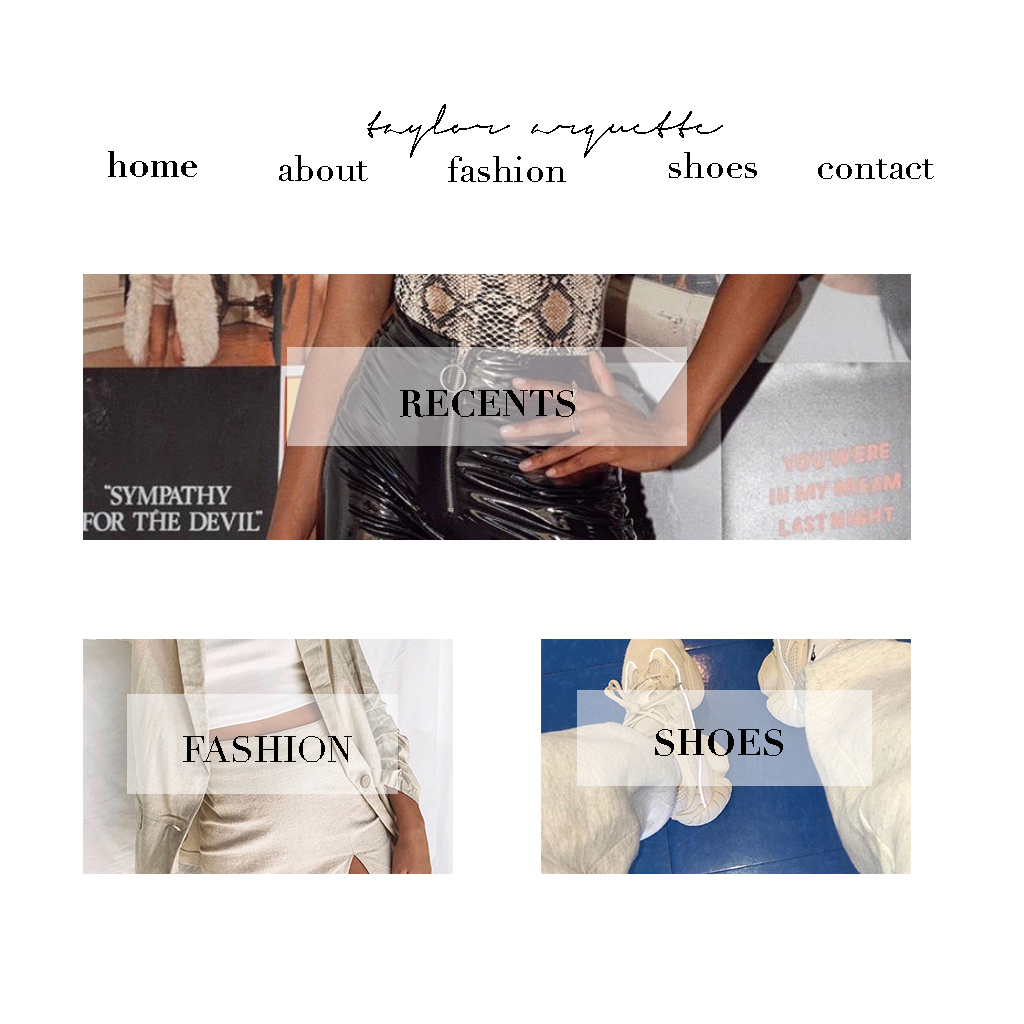 taylor arquette
home about fashion shoes contact
RECENTS
"SYMPATHY
FOR THE DEVIL"
YOU WERE
IN MY DREAM
LAST NIGHT
FASHION
SHOES